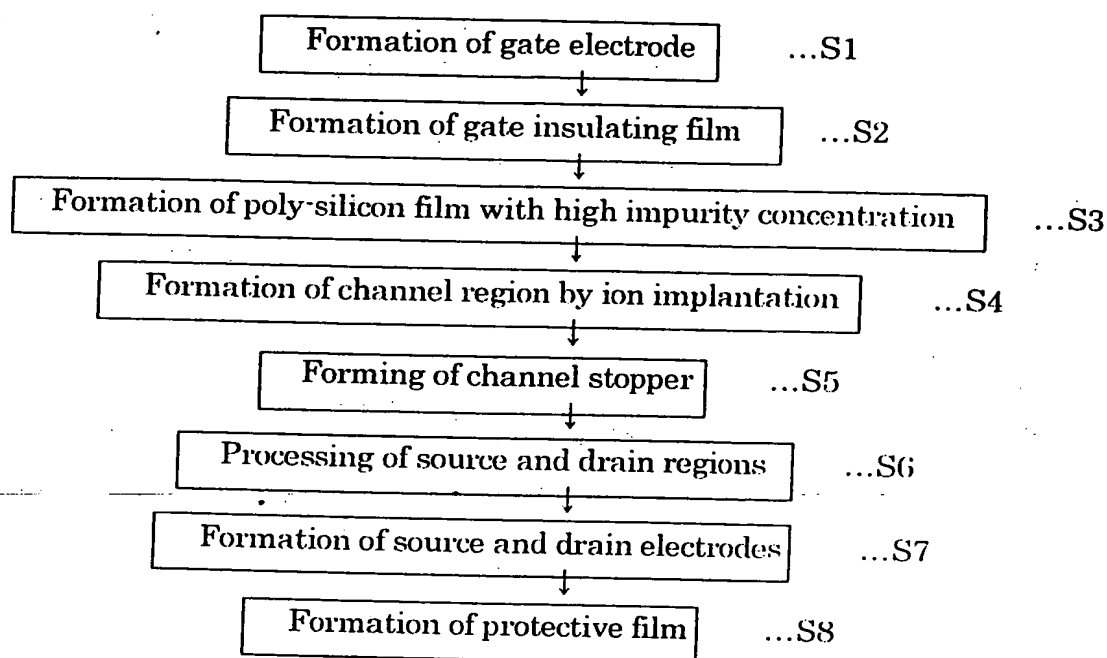 Formation of gate electrode ...S1
Formation of gate insulating film ...S2
Formation of poly-silicon film with high impurity concentration ...S3
Formation of channel region by ion implantation ...S4
Forming of channel stopper ...S5
Processing of source and drain regions ...S6
Formation of source and drain electrodes ...S7
Formation of protective film ...S8